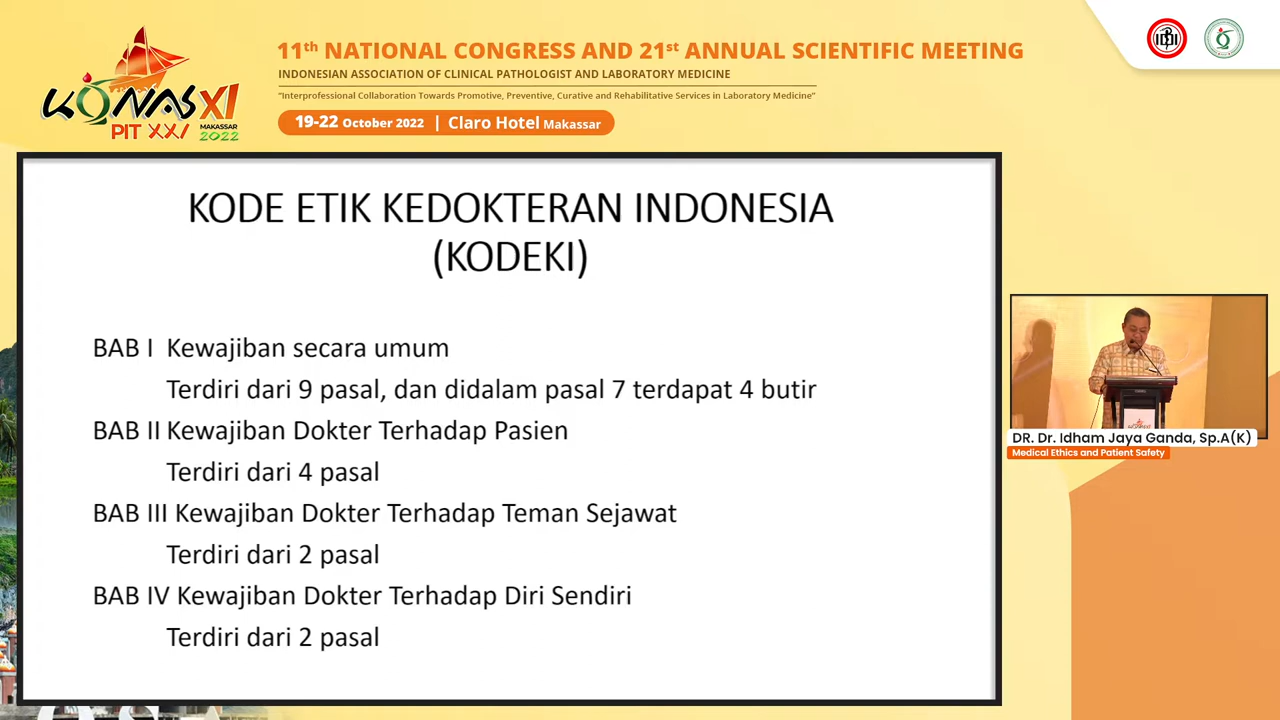 KONAS XI
PIT XXI
MAKASSAR
2022
11th NATIONAL CONGRESS AND 21st ANNUAL SCIENTIFIC MEETING
INDONESIAN ASSOCIATION OF CLINICAL PATHOLOGIST AND LABORATORY MEDICINE
"Interprofessional Collaboration Towards Promotive, Preventive, Curative and Rehabilitative Services in Laboratory Medicine"
19-22 October 2022 | Claro Hotel Makassar
IDI
KODE ETIK KEDOKTERAN INDONESIA
(KODEKI)
BAB I Kewajiban secara umum
Terdiri dari 9 pasal, dan didalam pasal 7 terdapat 4 butir
BAB II Kewajiban Dokter Terhadap Pasien
Terdiri dari 4 pasal
BAB III Kewajiban Dokter Terhadap Teman Sejawat
Terdiri dari 2 pasal
BAB IV Kewajiban Dokter Terhadap Diri Sendiri
Terdiri dari 2 pasal
DR. Dr. Idham Jaya Ganda, Sp.A(K)
Medical Ethics and Patient Safety